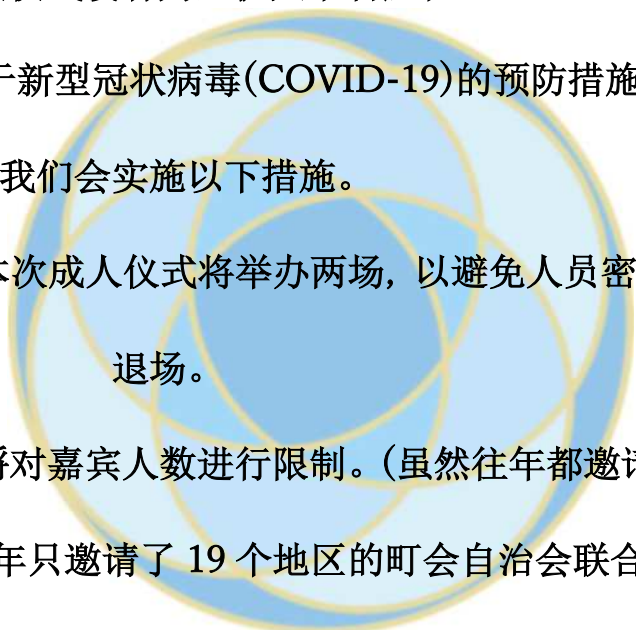 于新型冠状病毒(COVID-19)的预防措施
我们会实施以下措施。
本次成人仪式将举办两场, 以避免人员密
退场。
将对嘉宾人数进行限制。(虽然往年都邀请
年只邀请了 19 个地区的町会自治会联合